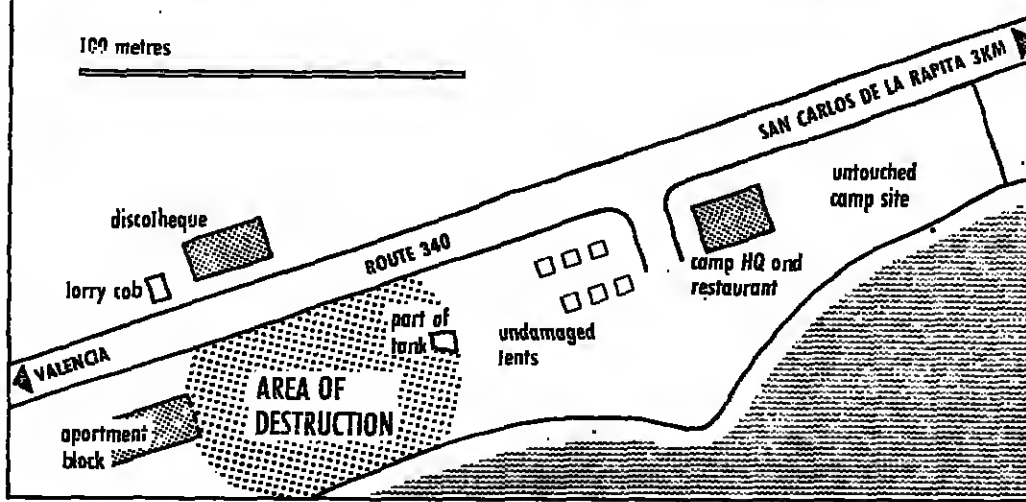 100 metres
SAN CARLOS DE LA RAPITA 3KM
untouched
camp site
discotheque
ROUTE 340
lorry cab
camp HQ and
restaurant
part of
tank
undamaged
tents
VALENCIA
AREA OF
DESTRUCTION
apartment
block